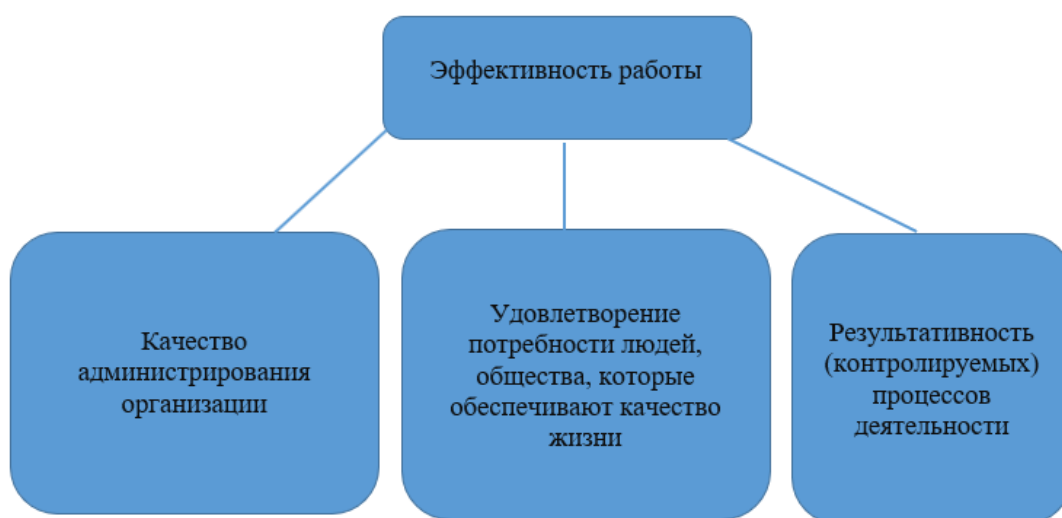 Эффективность работы
Качество
администрирования
организации
Удовлетворение
потребности людей,
общества, которые
обеспечивают качество
жизни
Результативность
(контролируемых)
процессов
деятельности